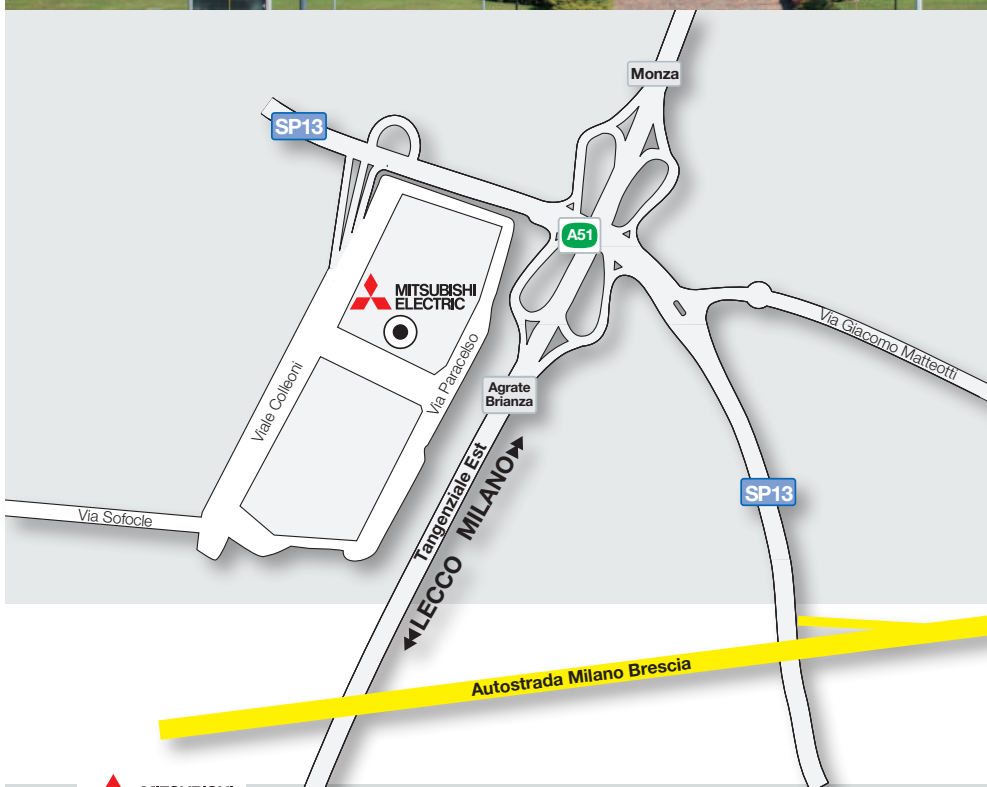 Monza
SP13
A51
MITSUBISHI
ELECTRIC
Via Giacomo Matteotti
Via Paracelso
Viale Colleoni
Agrate
Brianza
Tangenziale Est
LECCO MILANO
SP13
Via Sofocle
Autostrada Milano Brescia